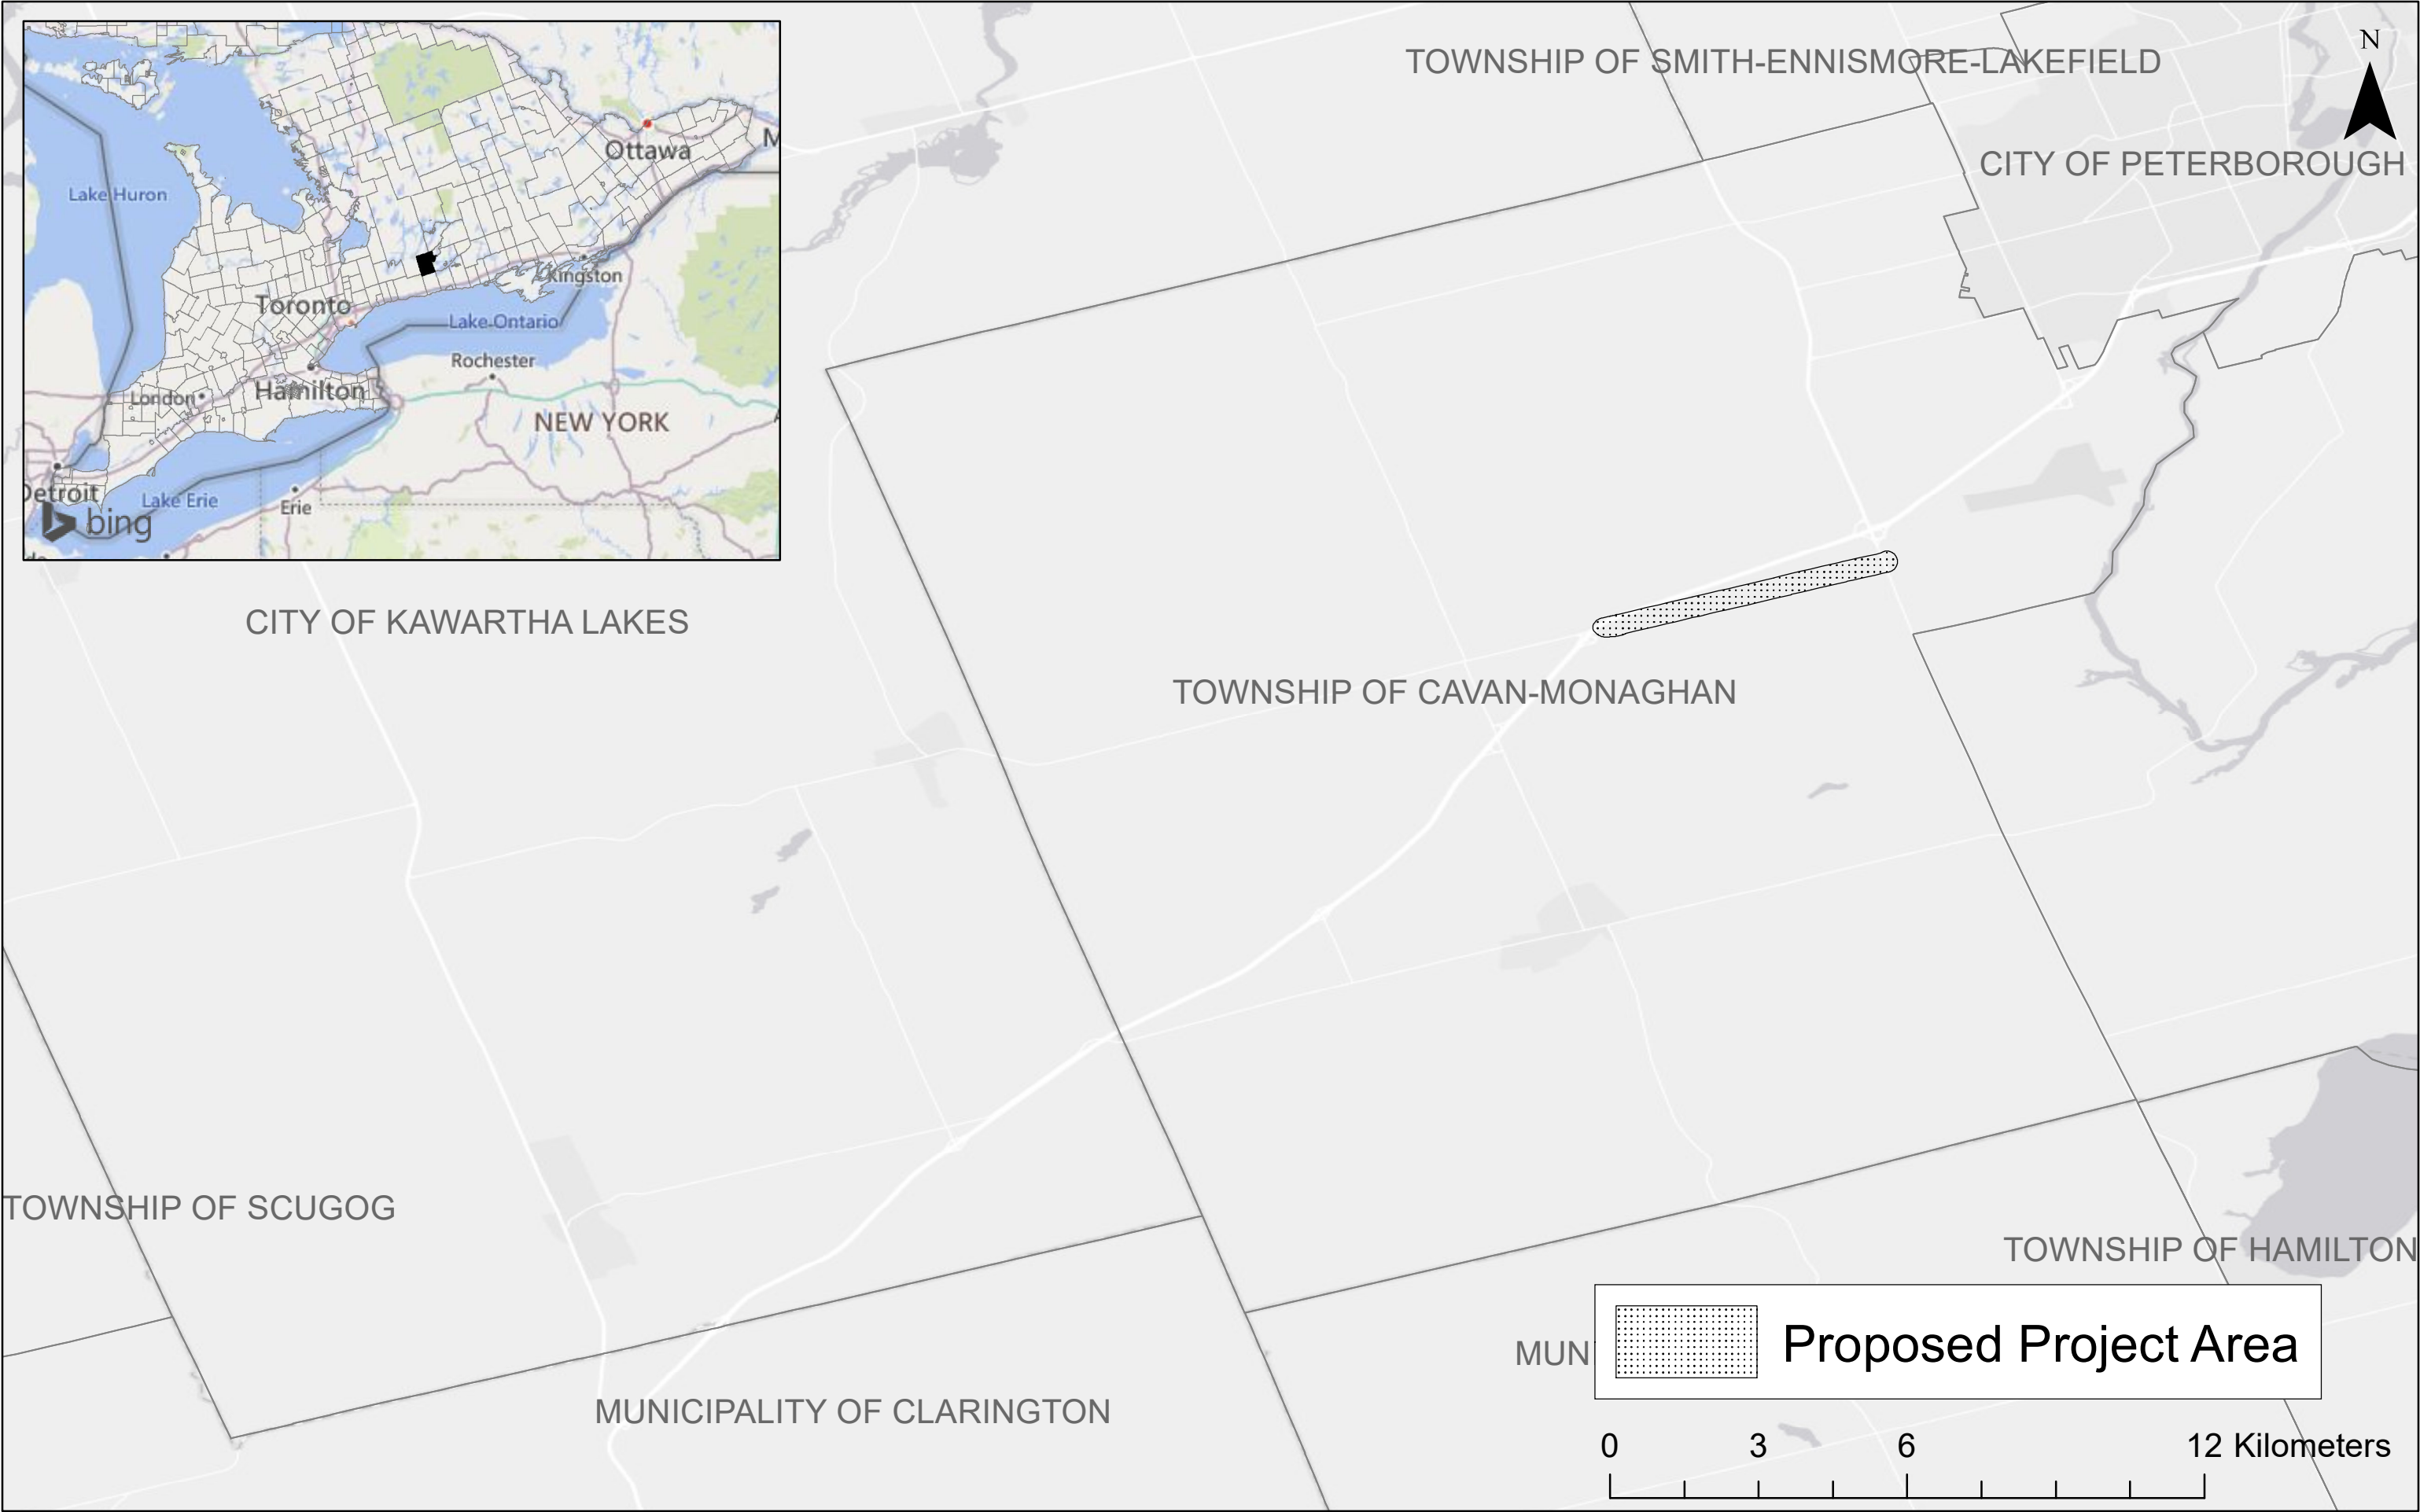 TOWNSHIP OF SMITH-ENNISMORE-LAKEFIELD
N
CITY OF PETERBOROUGH
Ottawa
M
Lake Huron
Kingston
Toronto
Lake Ontario
Rochester
Hamilton
London
NEW YORK
Detroit
Lake Erie
Erie
bing
CITY OF KAWARTHA LAKES
TOWNSHIP OF CAVAN-MONAGHAN
TOWNSHIP OF SCUGOG
TOWNSHIP OF HAMILTON
MUN
Proposed Project Area
MUNICIPALITY OF CLARINGTON
0 3 6 12 Kilometers